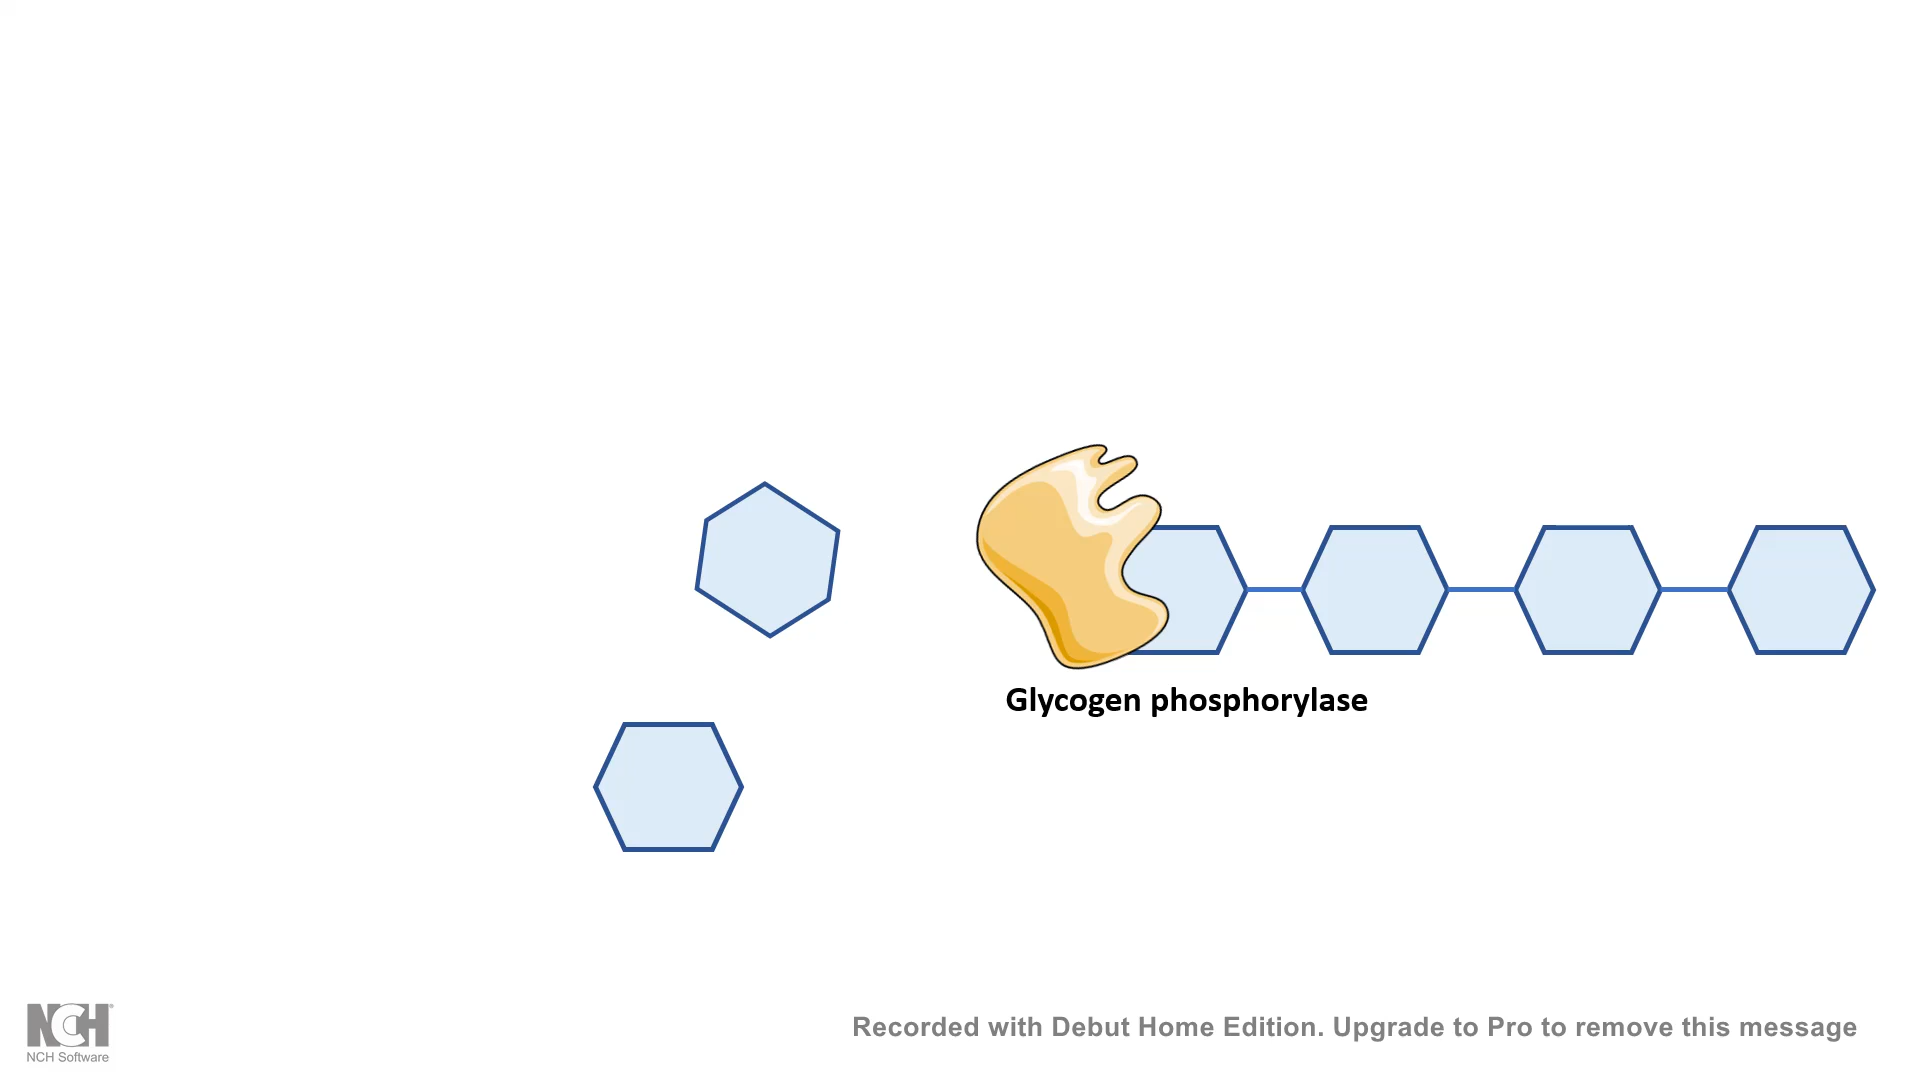 Glycogen phosphorylase
NCH
NCH Software
Recorded with Debut Home Edition. Upgrade to Pro to remove this message